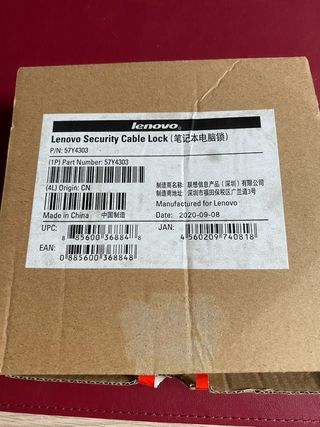 lenovo
Lenovo Security Cable Lock (笔记本电脑锁)
P/N: 57Y4303
(1P) Part Number: 57Y4303
(4L) Origin: CN
制造商名称: 联想信息产品（深圳）有限公司
制造商地址: 深圳市福田保税区广兰道3号
Made in China 中国制造
Manufactured for Lenovo
Date: 2020-09-08
UPC: 8 85600 36884 8
JAN: 4 560209 740818
EAN: 0 885600 368848